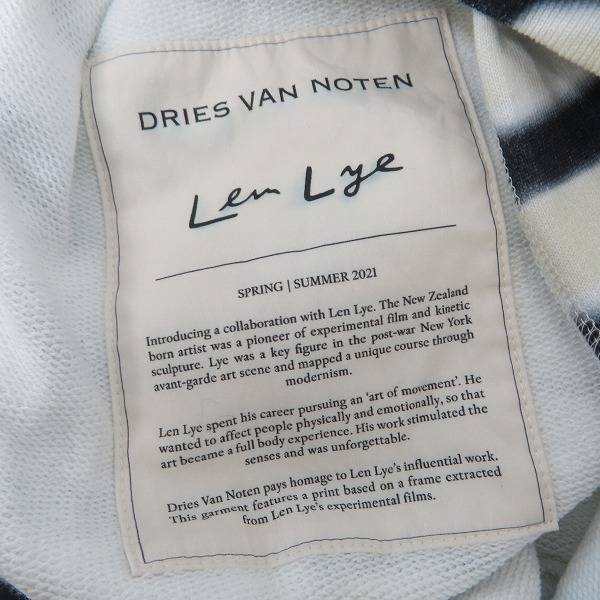 DRIES VAN NOTEN
Len Lye
SPRING | SUMMER 2021
Introducing a collaboration with Len Lye. The New Zealand
born artist was a pioneer of experimental film and kinetic
sculpture. Lye was a key figure in the post-war New York
avant-garde art scene and mapped a unique course through
modernism.
Len Lye spent his career pursuing an ‘art of movement’. He
wanted to affect people physically and emotionally, so that
art became a full body experience. His work stimulated the
senses and was unforgettable.
Dries Van Noten pays homage to Len Lye’s influential work.
This garment features a print based on a frame extracted
from Len Lye’s experimental films.